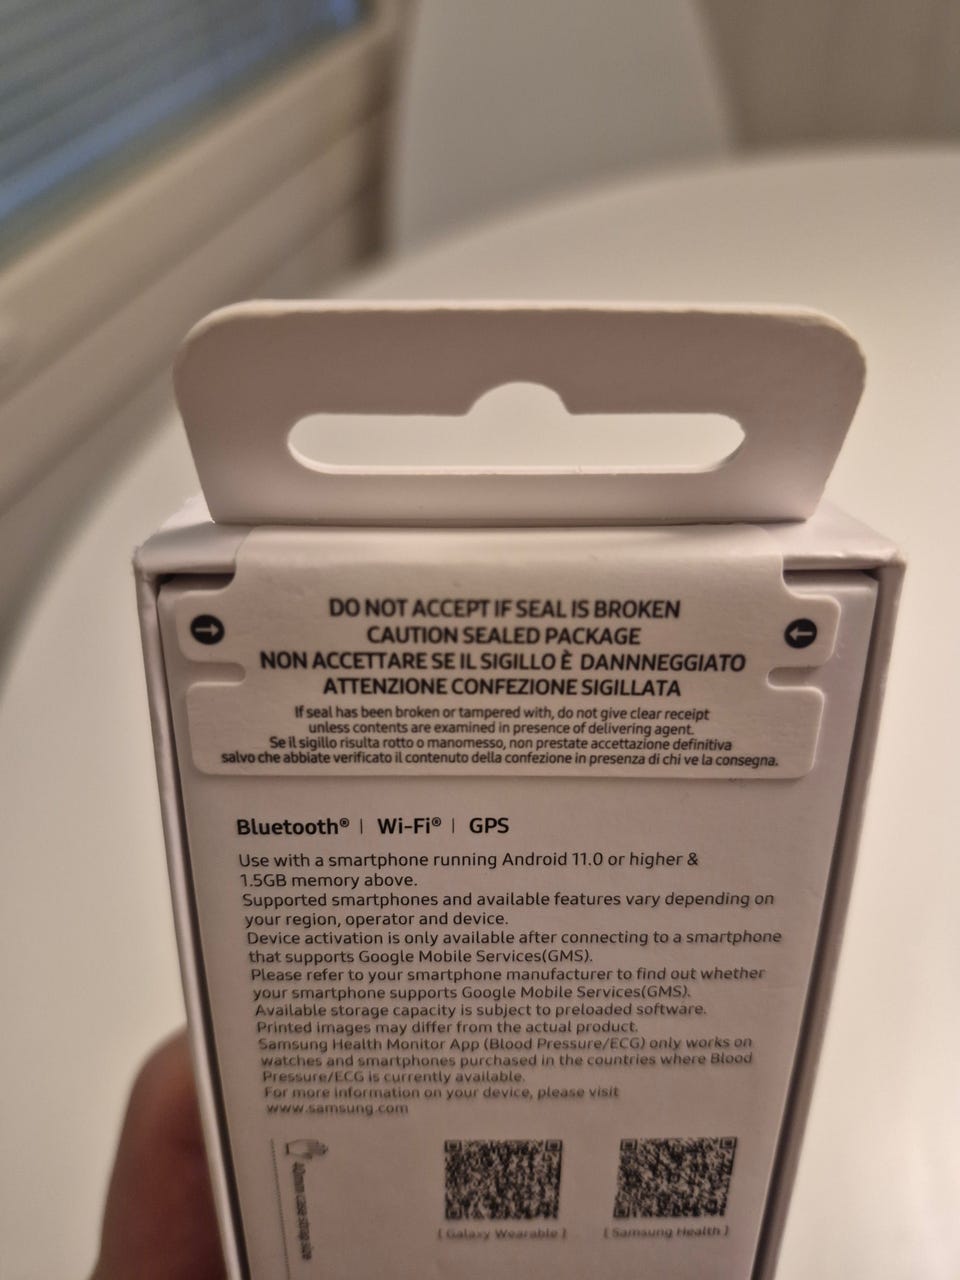 DO NOT ACCEPT IF SEAL IS BROKEN
CAUTION SEALED PACKAGE
NON ACCETTARE SE IL SIGILLO È DANNNEGGIATO
ATTENZIONE CONFEZIONE SIGILLATA
If seal has been broken or tampered with, do not give clear receipt
unless contents are examined in presence of delivering agent.
Se il sigillo risulta rotto o manomesso, non prestate accettazione definitiva
salvo che abbiate verificato il contenuto della confezione in presenza di chi ve la consegna.
Bluetooth® | Wi-Fi® | GPS
Use with a smartphone running Android 11.0 or higher &
1.5GB memory above.
Supported smartphones and available features vary depending on
your region, operator and device.
Device activation is only available after connecting to a smartphone
that supports Google Mobile Services(GMS).
Please refer to your smartphone manufacturer to find out whether
your smartphone supports Google Mobile Services(GMS).
Available storage capacity is subject to preloaded software.
Printed images may differ from the actual product.
Samsung Health Monitor App (Blood Pressure/ECG) only works on
watches and smartphones purchased in the countries where Blood
Pressure/ECG is currently available.
For more information on your device, please visit
www.samsung.com
40mm case strap size
[ Galaxy Wearable ]
[ Samsung Health ]